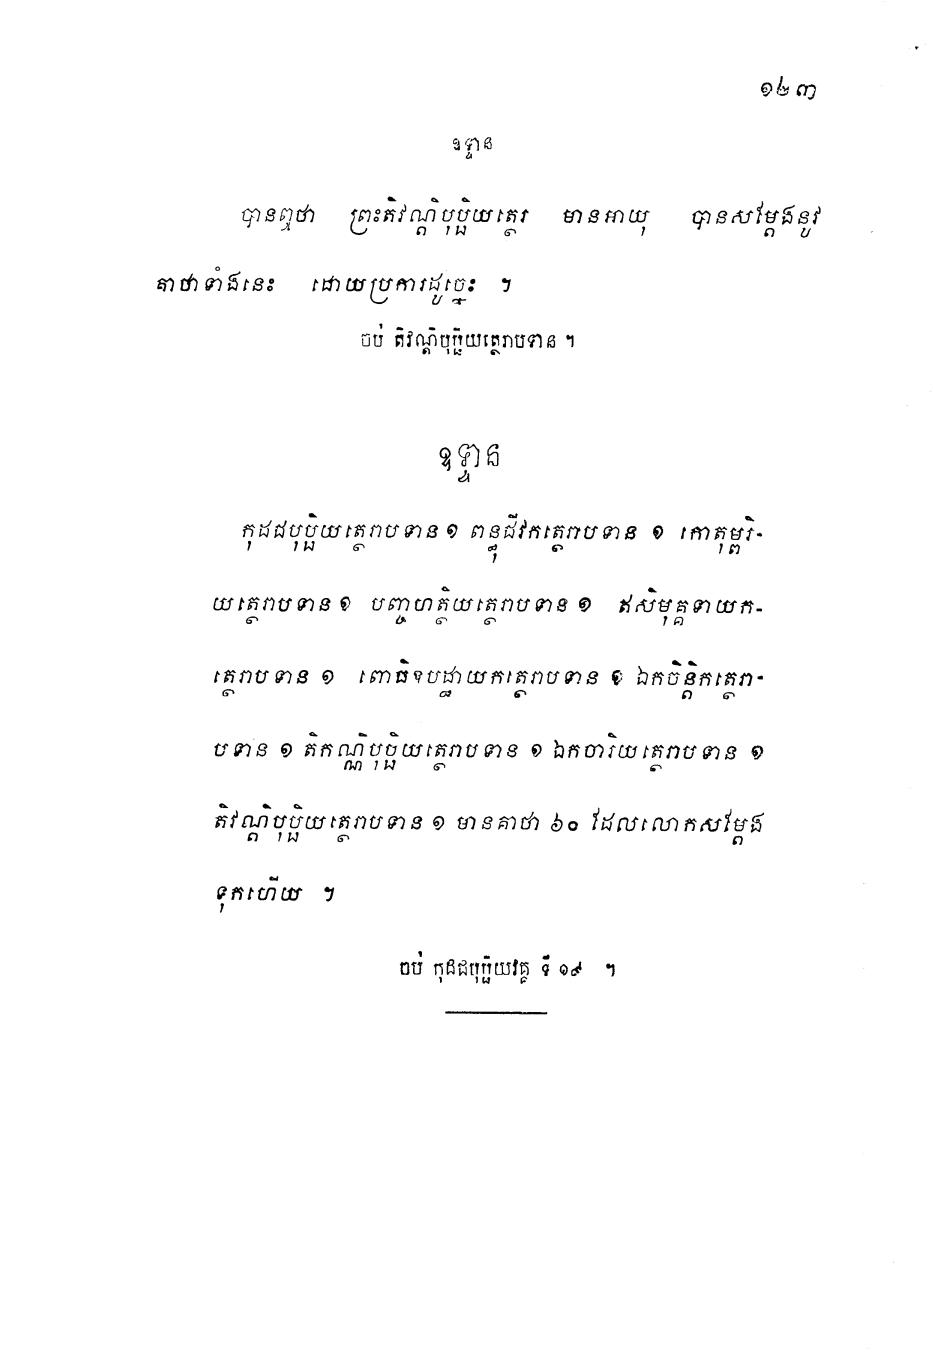 ១២៣
ឧទ្ទាន
បានឮថា ព្រះតិវណ្ដិបុប្ផិយត្ថេរ មានអាយុ បានសម្ដែងនូវ
គាថាទាំងនេះ ដោយប្រការដូច្នេះ ។
ចប់ តិវណ្ដិបុប្ផិយត្ថេរាបទាន ។
ឧទ្ទាន
កុដជបុប្ផិយត្ថេរាបទាន ១ ពន្ធុជីវកត្ថេរាបទាន ១ កោតុម្ពរិ-
យត្ថេរាបទាន ១ បញ្ចហត្ថិយត្ថេរាបទាន ១ ឥសិមុគ្គទាយក-
ត្ថេរាបទាន ១ ពោធិឧបដ្ឋាយកត្ថេរាបទាន ១ ឯកចិន្តិកត្ថេរា-
បទាន ១ តិកណ្ណិបុប្ផិយត្ថេរាបទាន ១ ឯកចារិយត្ថេរាបទាន ១
តិវណ្ដិបុប្ផិយត្ថេរាបទាន ១ មានគាថា ៦០ ដែលលោកសម្ដែង
ទុកហើយ ។
ចប់ កុដជបុប្ផិយវគ្គ ទី ១៩ ។